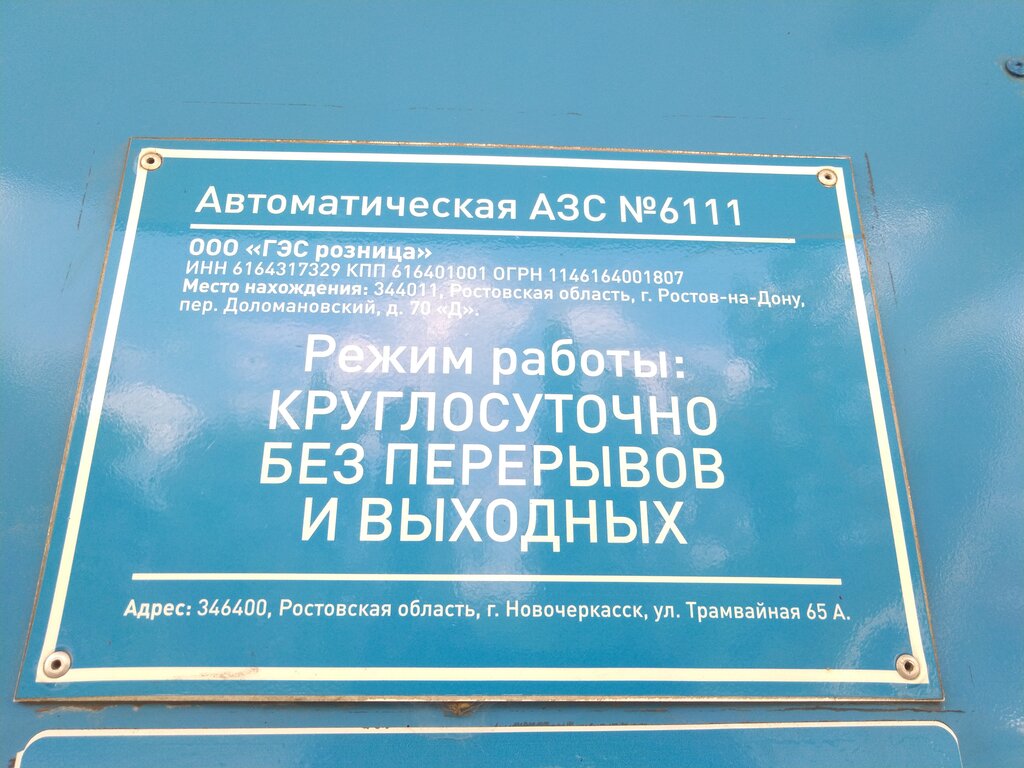 Автоматическая АЗС №6111
ООО «ГЭС розница»
ИНН 6164317329 КПП 616401001 ОГРН 1146164001807
Место нахождения: 344011, Ростовская область, г. Ростов-на-Дону,
пер. Доломановский, д. 70 «Д».
Режим работы:
КРУГЛОСУТОЧНО
БЕЗ ПЕРЕРЫВОВ
И ВЫХОДНЫХ
Адрес: 346400, Ростовская область, г. Новочеркасск, ул. Трамвайная 65 А.